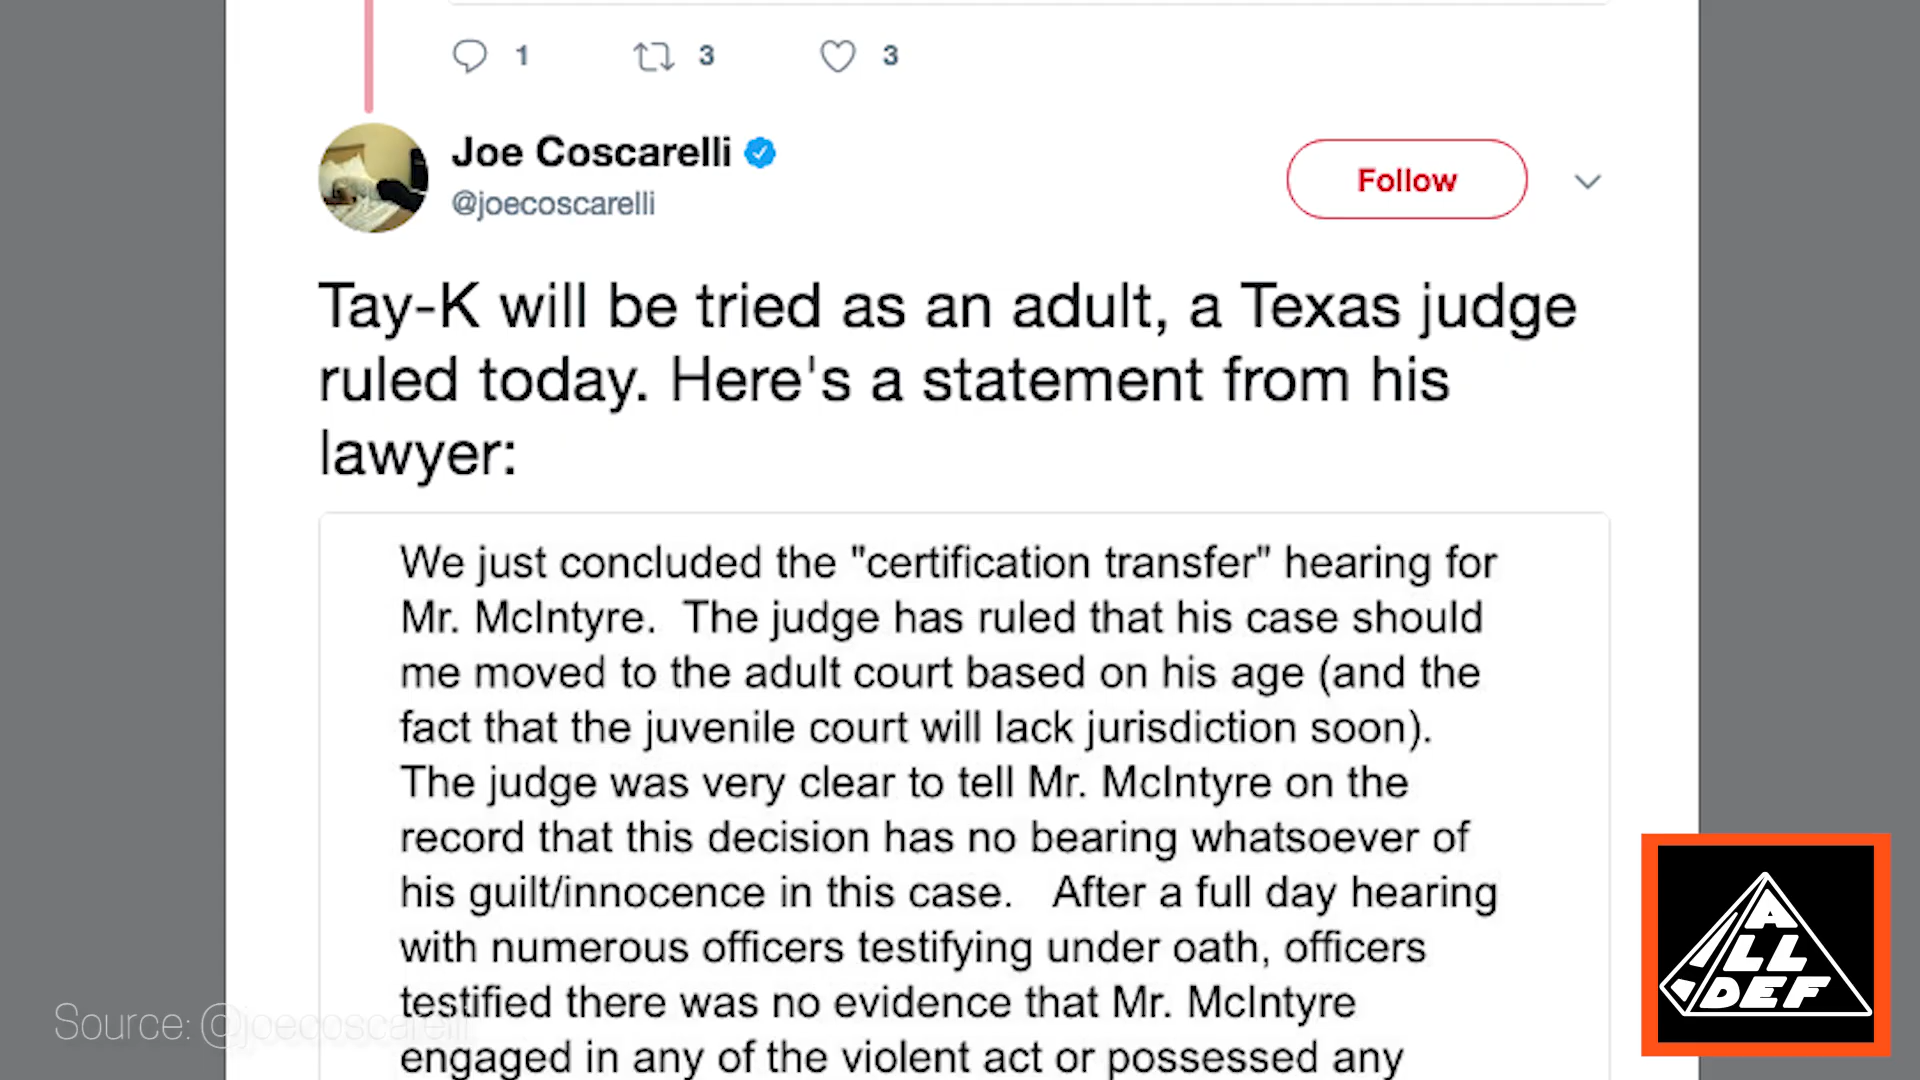 1 3 3
Joe Coscarelli
@joecoscarelli
Follow
Tay-K will be tried as an adult, a Texas judge
ruled today. Here's a statement from his
lawyer:
We just concluded the "certification transfer" hearing for
Mr. McIntyre. The judge has ruled that his case should
me moved to the adult court based on his age (and the
fact that the juvenile court will lack jurisdiction soon).
The judge was very clear to tell Mr. McIntyre on the
record that this decision has no bearing whatsoever of
his guilt/innocence in this case. After a full day hearing
with numerous officers testifying under oath, officers
testified there was no evidence that Mr. McIntyre
engaged in any of the violent act or possessed any
Source: @joecoscarelli
A
LL
DEF